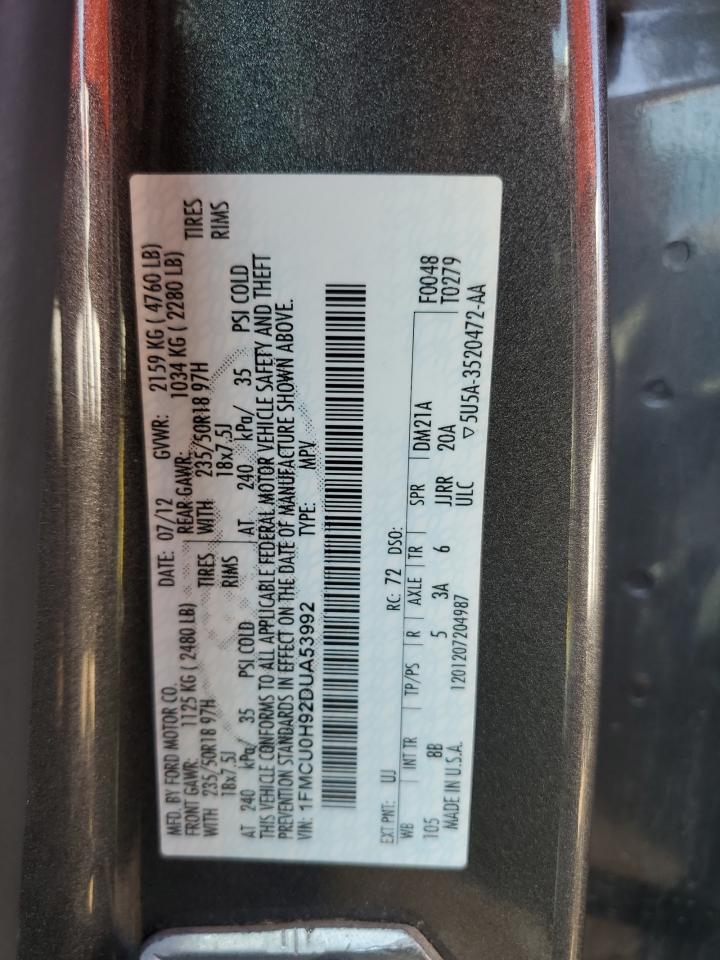 MFD. BY FORD MOTOR CO.
DATE: 07/12 GVWR: 2159 KG ( 4760 LB)
FRONT GAWR: 1125 KG ( 2480 LB) REAR GAWR: 1034 KG ( 2280 LB)
WITH 235/50R18 97H TIRES WITH 235/50R18 97H TIRES
18x7.5J RIMS 18x7.5J RIMS
AT 240 kPa/ 35 PSI COLD AT 240 kPa/ 35 PSI COLD
THIS VEHICLE CONFORMS TO ALL APPLICABLE FEDERAL MOTOR VEHICLE SAFETY AND THEFT
PREVENTION STANDARDS IN EFFECT ON THE DATE OF MANUFACTURE SHOWN ABOVE.
VIN: 1FMCU0H92DUA53992 TYPE: MPV
EXT PNT: UJ RC: 72 DSO: F0048
WB INT TR TP/PS R AXLE TR SPR DM21A T0279
105 8B 5 3A 6 JJRR 20A
MADE IN U.S.A. 1201207204987 ULC ▽5U5A-3520472-AA